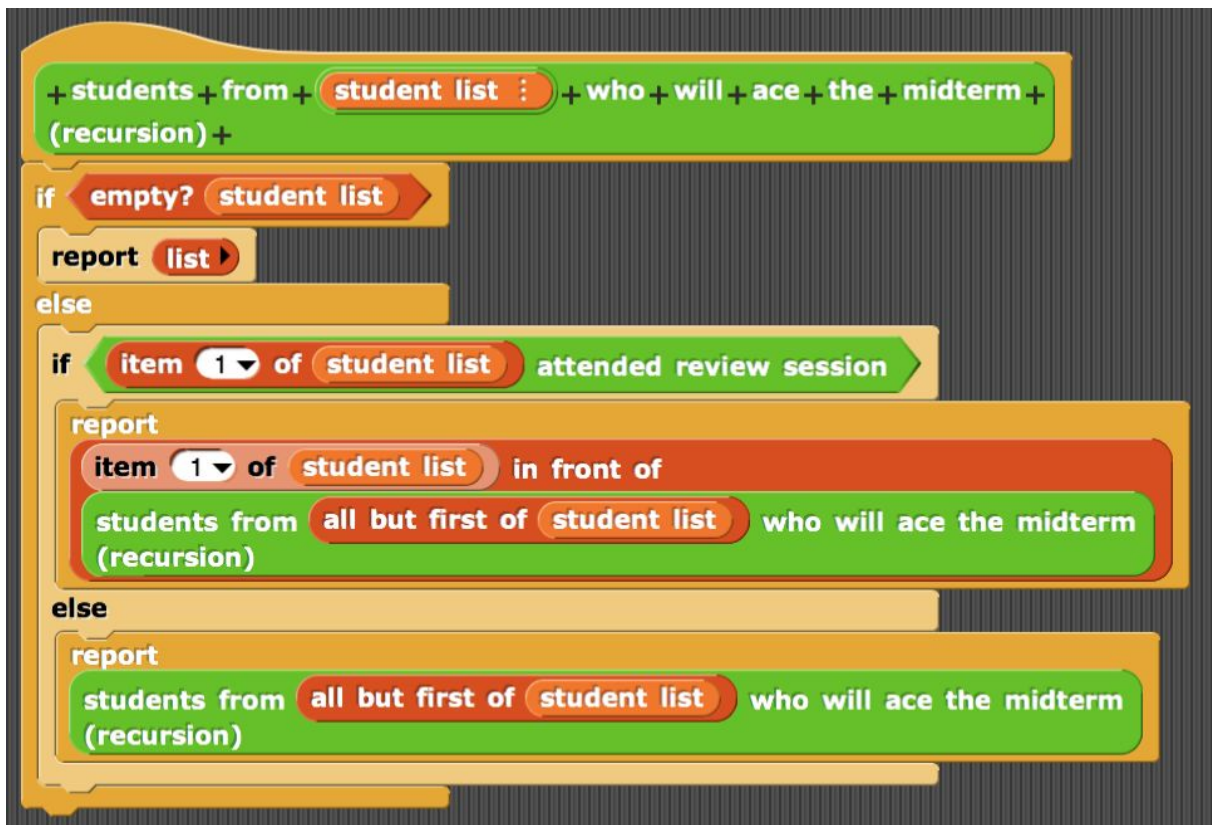 + students + from + student list ⋮ + who + will + ace + the + midterm +
(recursion) +
if empty? student list
report list
else
if item 1 of student list attended review session
report
item 1 of student list in front of
students from all but first of student list who will ace the midterm
(recursion)
else
report
students from all but first of student list who will ace the midterm
(recursion)